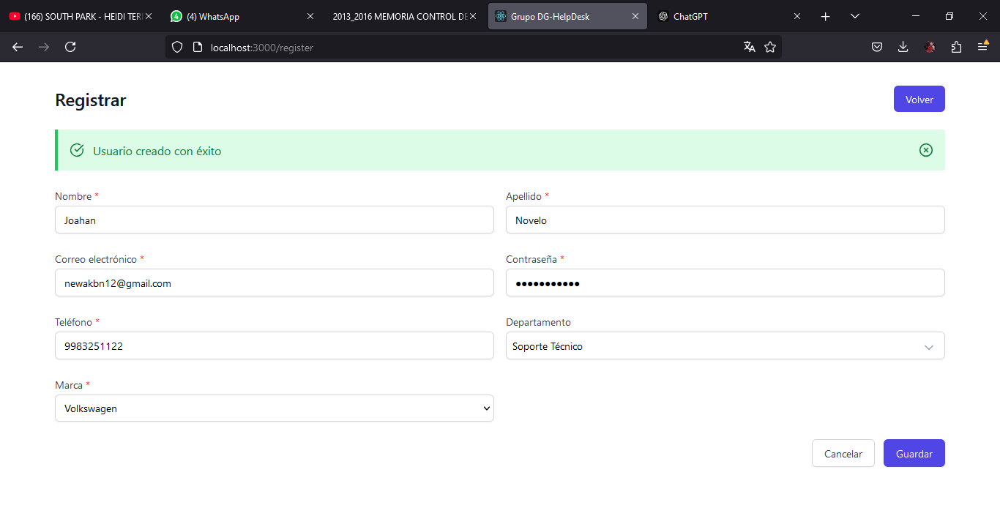 (166) SOUTH PARK - HEIDI TER
(4) WhatsApp
2013_2016 MEMORIA CONTROL DE
Grupo DG-HelpDesk
ChatGPT
localhost:3000/register
Registrar
Volver
Usuario creado con éxito
Nombre *
Apellido *
Joahan
Novelo
Correo electrónico *
Contraseña *
newakbn12@gmail.com
●●●●●●●●●●●
Teléfono *
Departamento
9983251122
Soporte Técnico
Marca *
Volkswagen
Cancelar
Guardar